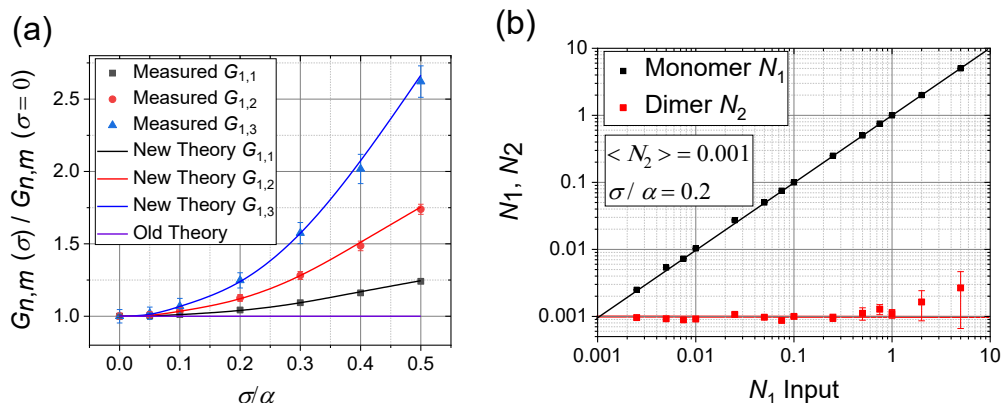 (a)
Measured G1,1
Measured G1,2
Measured G1,3
New Theory G1,1
New Theory G1,2
New Theory G1,3
Old Theory
2.5
2.0
1.5
1.0
Gn,m (σ) / Gn,m (σ=0)
0.0 0.1 0.2 0.3 0.4 0.5
σ/α
(b)
Monomer N1
Dimer N2
< N2 > = 0.001
σ / α = 0.2
10
1
0.1
0.01
0.001
N1, N2
0.001 0.01 0.1 1 10
N1 Input